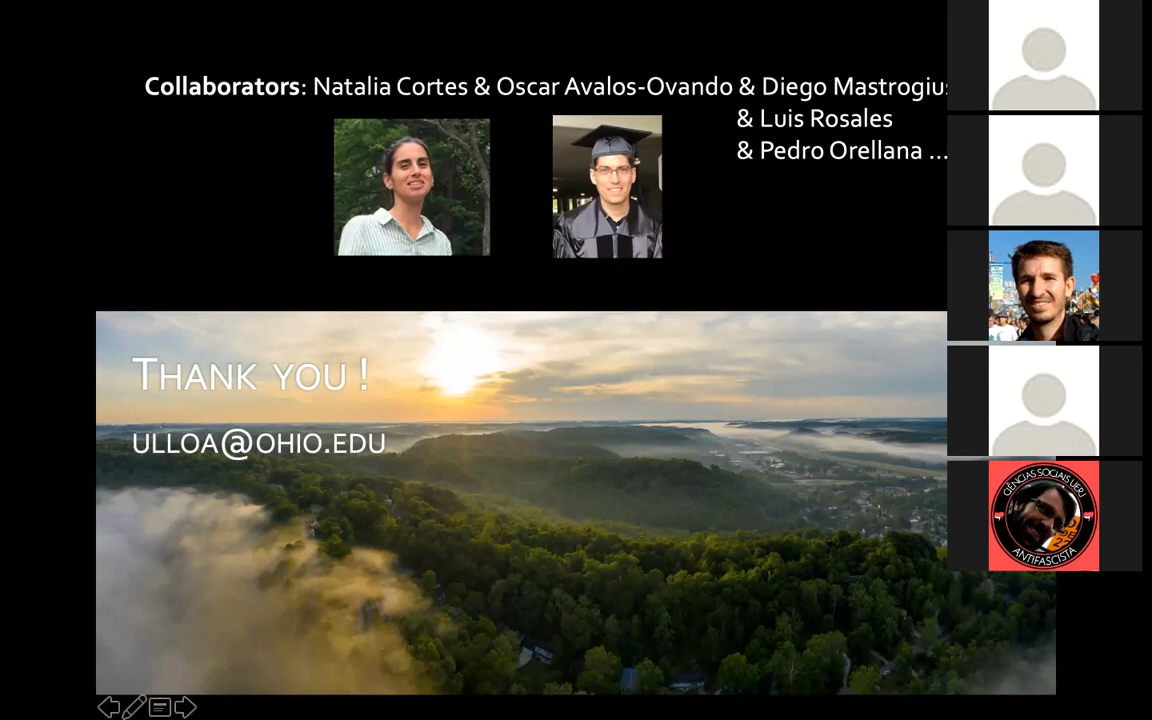 Collaborators: Natalia Cortes & Oscar Avalos-Ovando & Diego Mastrogius
& Luis Rosales
& Pedro Orellana ...
THANK YOU !
ULLOA@OHIO.EDU
CIÊNCIAS SOCIAIS UERJ
ANTIFASCISTA